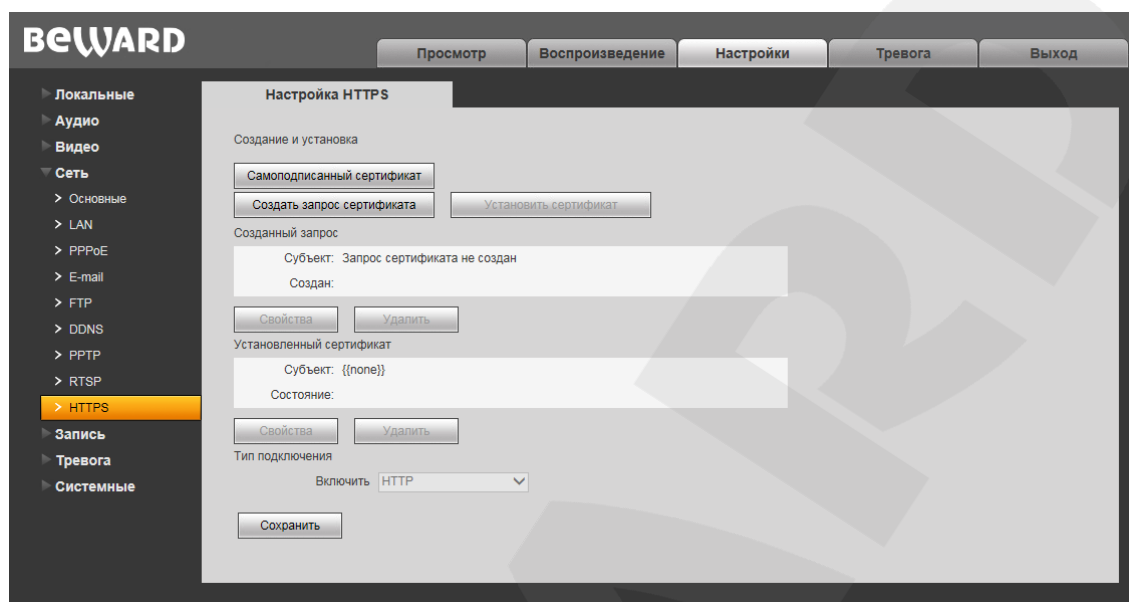 BEWARD
Просмотр Воспроизведение Настройки Тревога Выход
Локальные
Аудио
Видео
Сеть
> Основные
> LAN
> PPPoE
> E-mail
> FTP
> DDNS
> PPTP
> RTSP
> HTTPS
Запись
Тревога
Системные
Настройка HTTPS
Создание и установка
Самоподписанный сертификат
Создать запрос сертификата Установить сертификат
Созданный запрос
Субъект: Запрос сертификата не создан
Создан:
Свойства Удалить
Установленный сертификат
Субъект: {{none}}
Состояние:
Свойства Удалить
Тип подключения
Включить HTTP
Сохранить